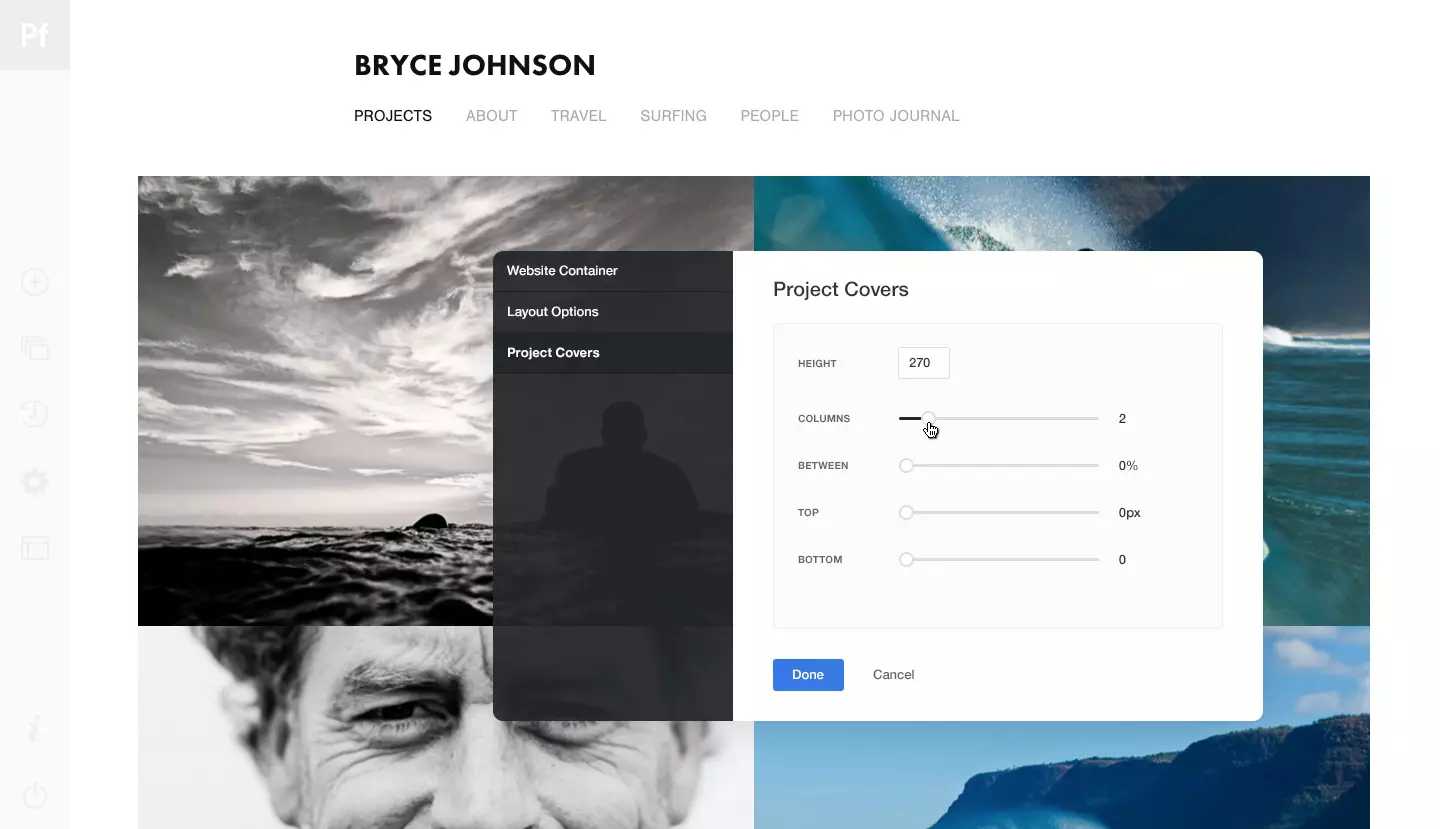 Pf
BRYCE JOHNSON
PROJECTS ABOUT TRAVEL SURFING PEOPLE PHOTO JOURNAL
Website Container
Layout Options
Project Covers
Project Covers
HEIGHT 270
COLUMNS 2
BETWEEN 0%
TOP 0px
BOTTOM 0
Done Cancel